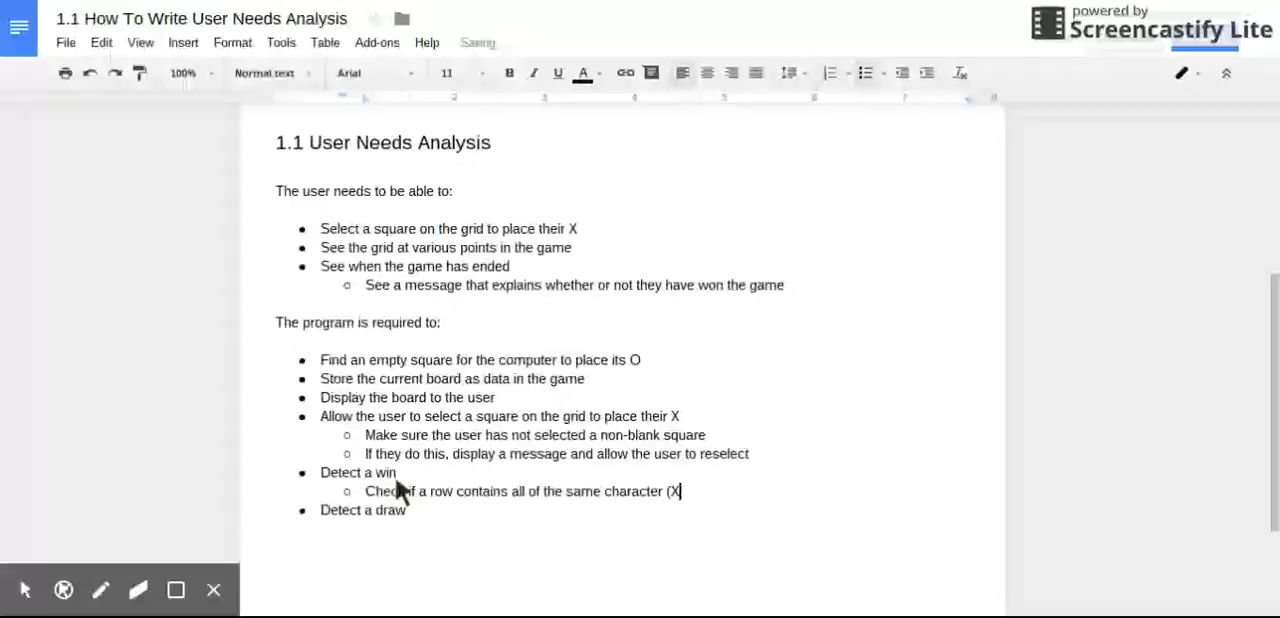 1.1 How To Write User Needs Analysis
powered by
Screencastify Lite
File Edit View Insert Format Tools Table Add-ons Help Saving
100% Normal text Arial 11 B I U A
2 3 4 5 6 7 8
1.1 User Needs Analysis
The user needs to be able to:
● Select a square on the grid to place their X
● See the grid at various points in the game
● See when the game has ended
○ See a message that explains whether or not they have won the game
The program is required to:
● Find an empty square for the computer to place its O
● Store the current board as data in the game
● Display the board to the user
● Allow the user to select a square on the grid to place their X
○ Make sure the user has not selected a non-blank square
○ If they do this, display a message and allow the user to reselect
● Detect a win
○ Check if a row contains all of the same character (X
● Detect a draw